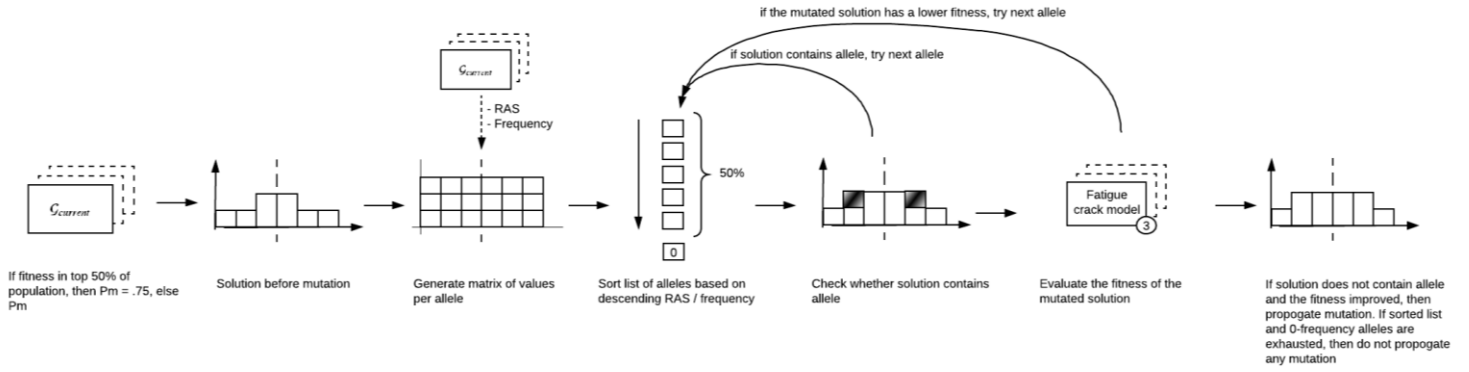 if the mutated solution has a lower fitness, try next allele
if solution contains allele, try next allele
𝒢current
- RAS
- Frequency
𝒢current
50%
0
Fatigue
crack model
3
If fitness in top 50% of
population, then Pm = .75, else
Pm
Solution before mutation
Generate matrix of values
per allele
Sort list of alleles based on
descending RAS / frequency
Check whether solution contains
allele
Evaluate the fitness of the
mutated solution
If solution does not contain allele
and the fitness improved, then
propogate mutation. If sorted list
and 0-frequency alleles are
exhausted, then do not propogate
any mutation